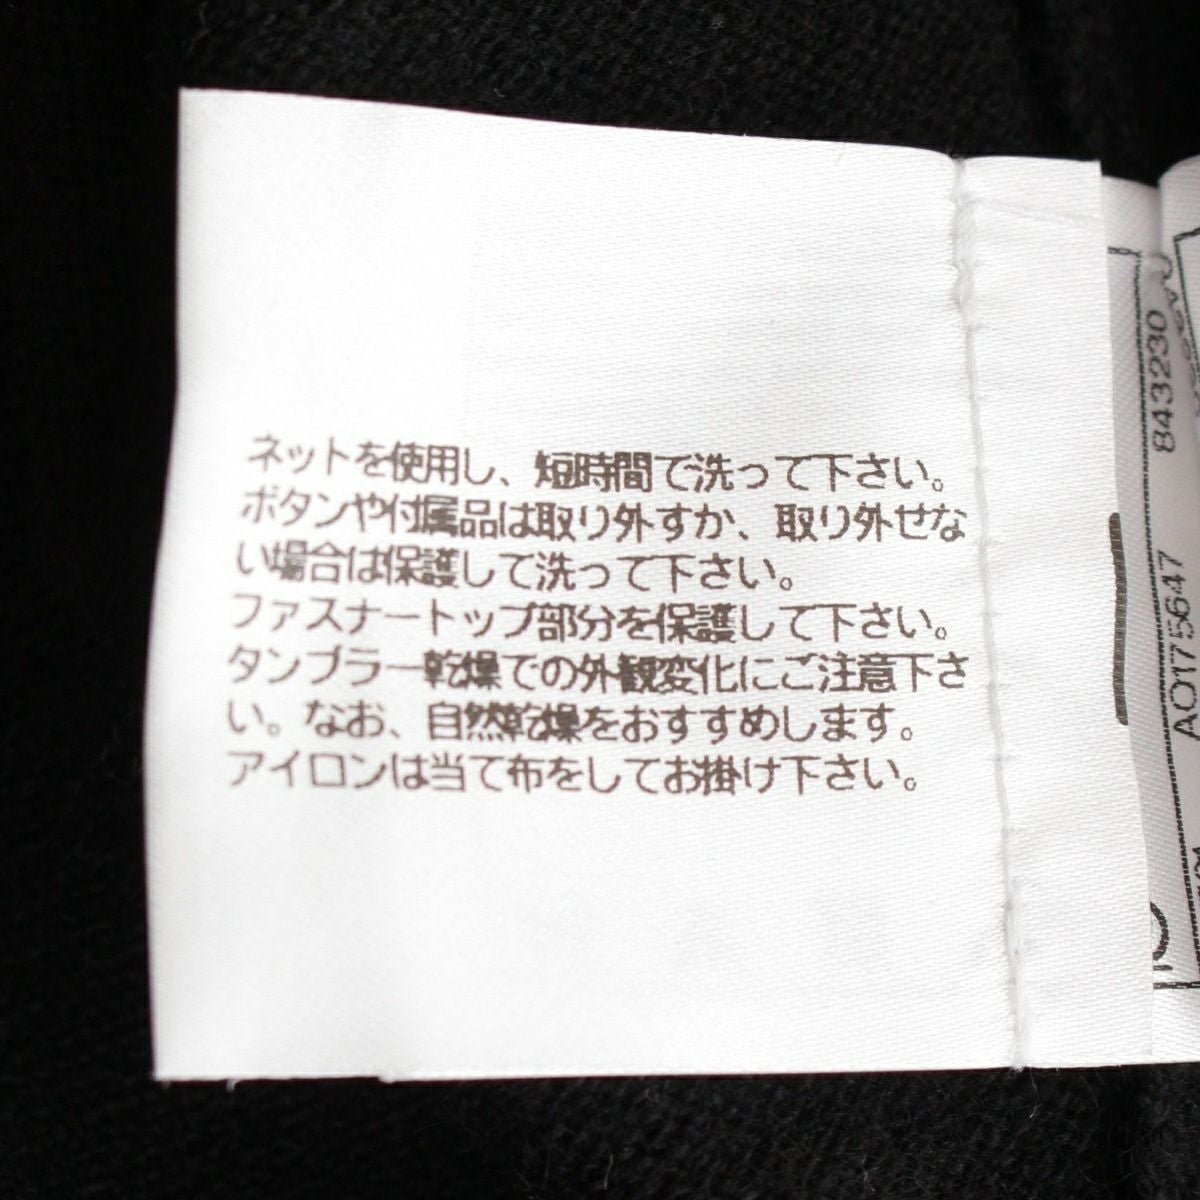 ネットを使用し、短時間で洗って下さい。
ボタンや付属品は取り外すか、取り外せな
い場合は保護して洗って下さい。
ファスナートップ部分を保護して下さい。
タンブラー乾燥での外観変化にご注意下さ
い。なお、自然乾燥をおすすめします。
アイロンは当て布をしてお掛け下さい。
843230